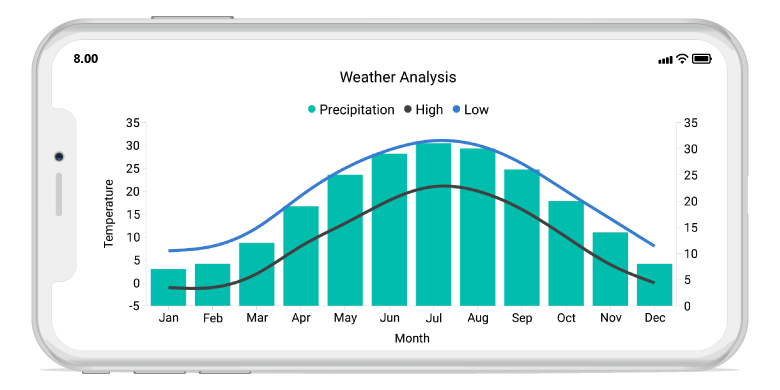 8.00
Weather Analysis
Precipitation High Low
35 35
30 30
25 25
20 20
15 15
10 10
5 5
0 0
-5
Temperature
Jan Feb Mar Apr May Jun Jul Aug Sep Oct Nov Dec
Month